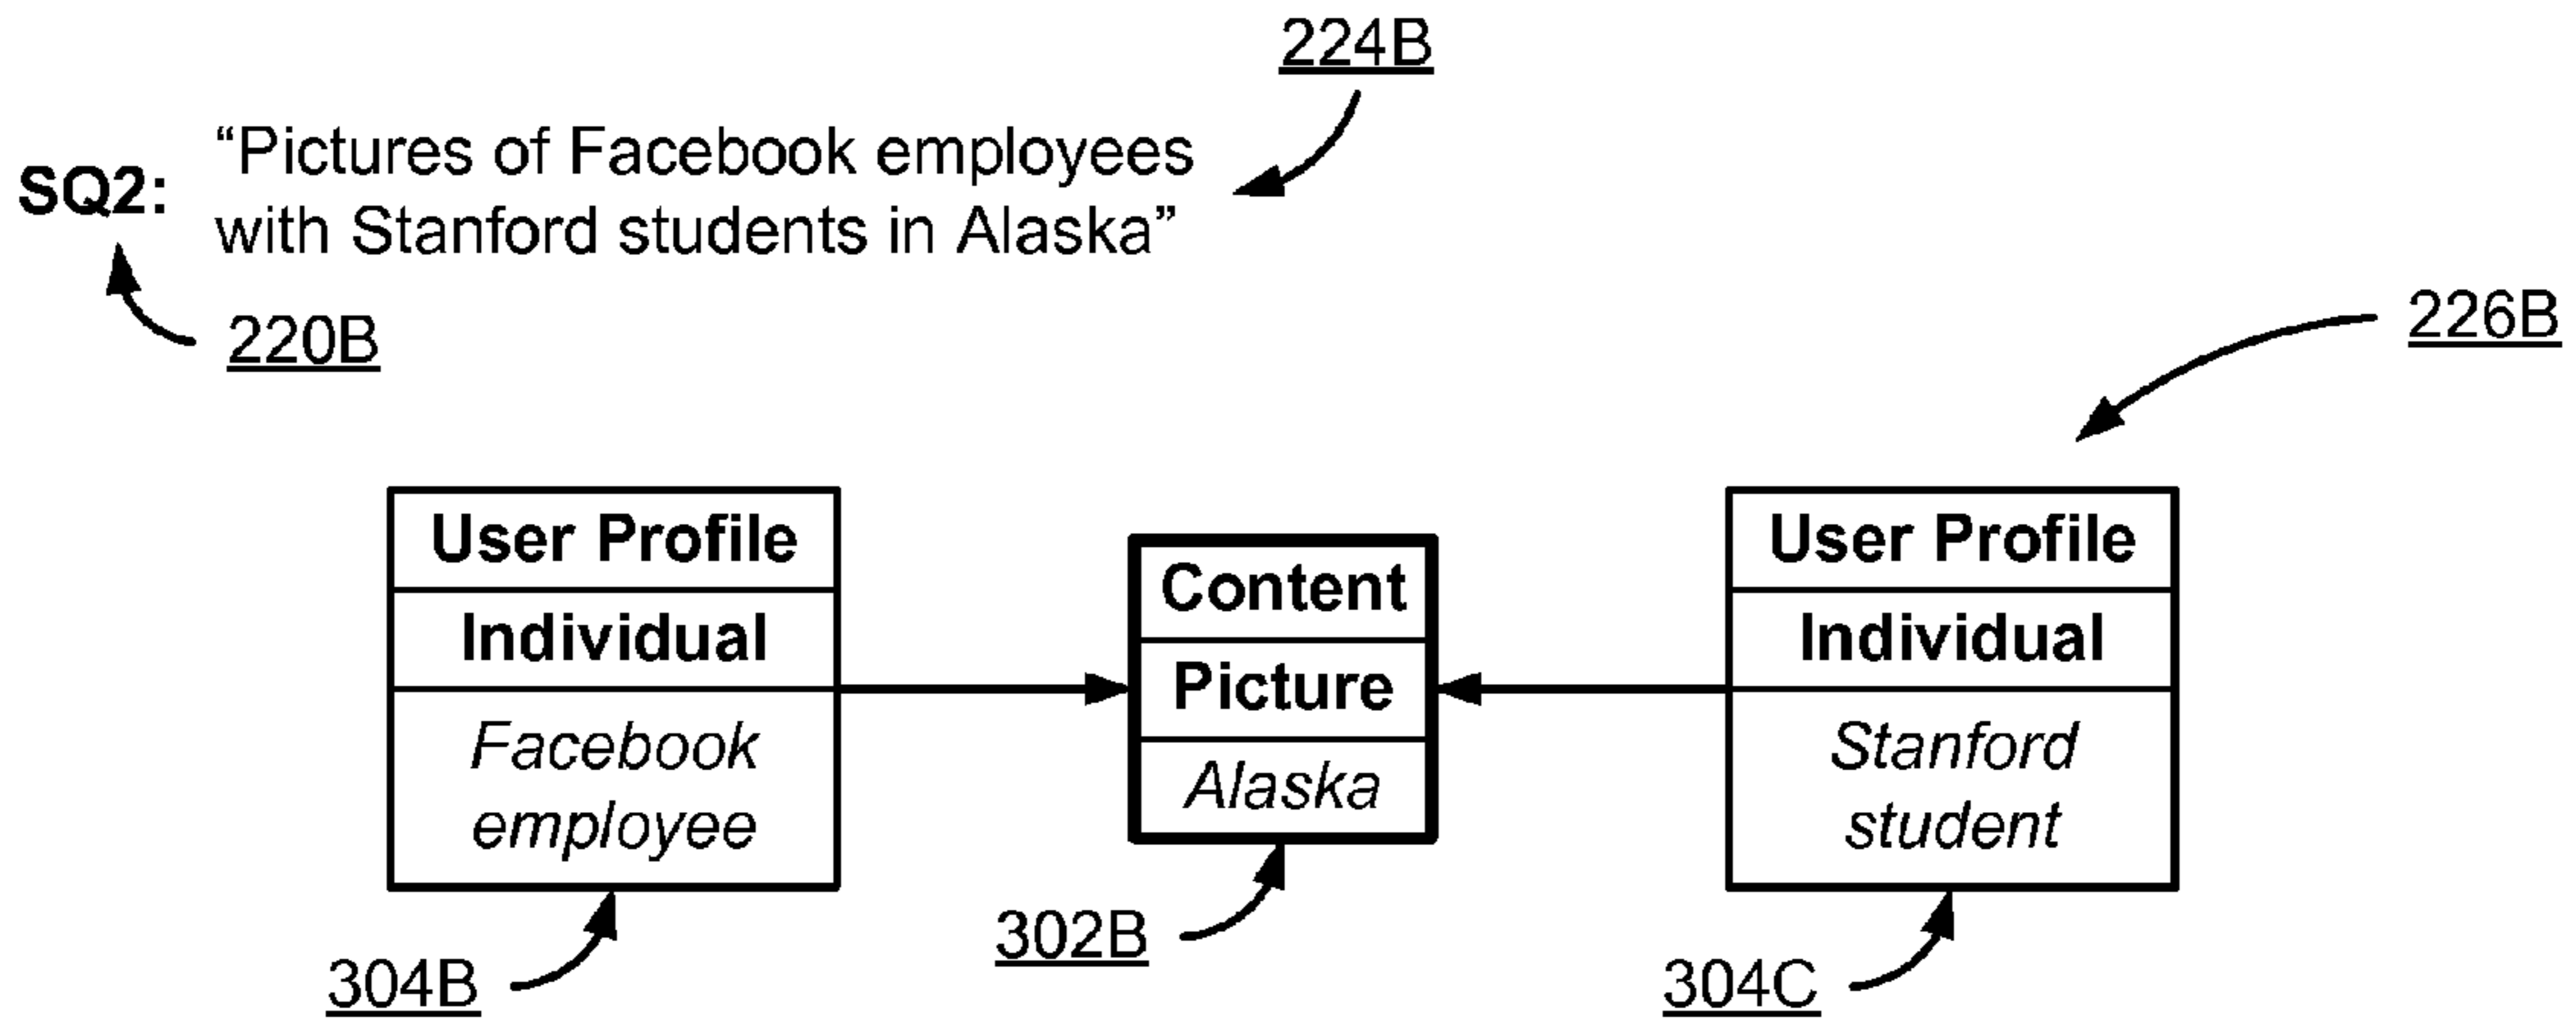 224B
SQ2: “Pictures of Facebook employees
with Stanford students in Alaska”
220B
226B
User Profile
Individual
Facebook
employee
Content
Picture
Alaska
User Profile
Individual
Stanford
student
304B
302B
304C